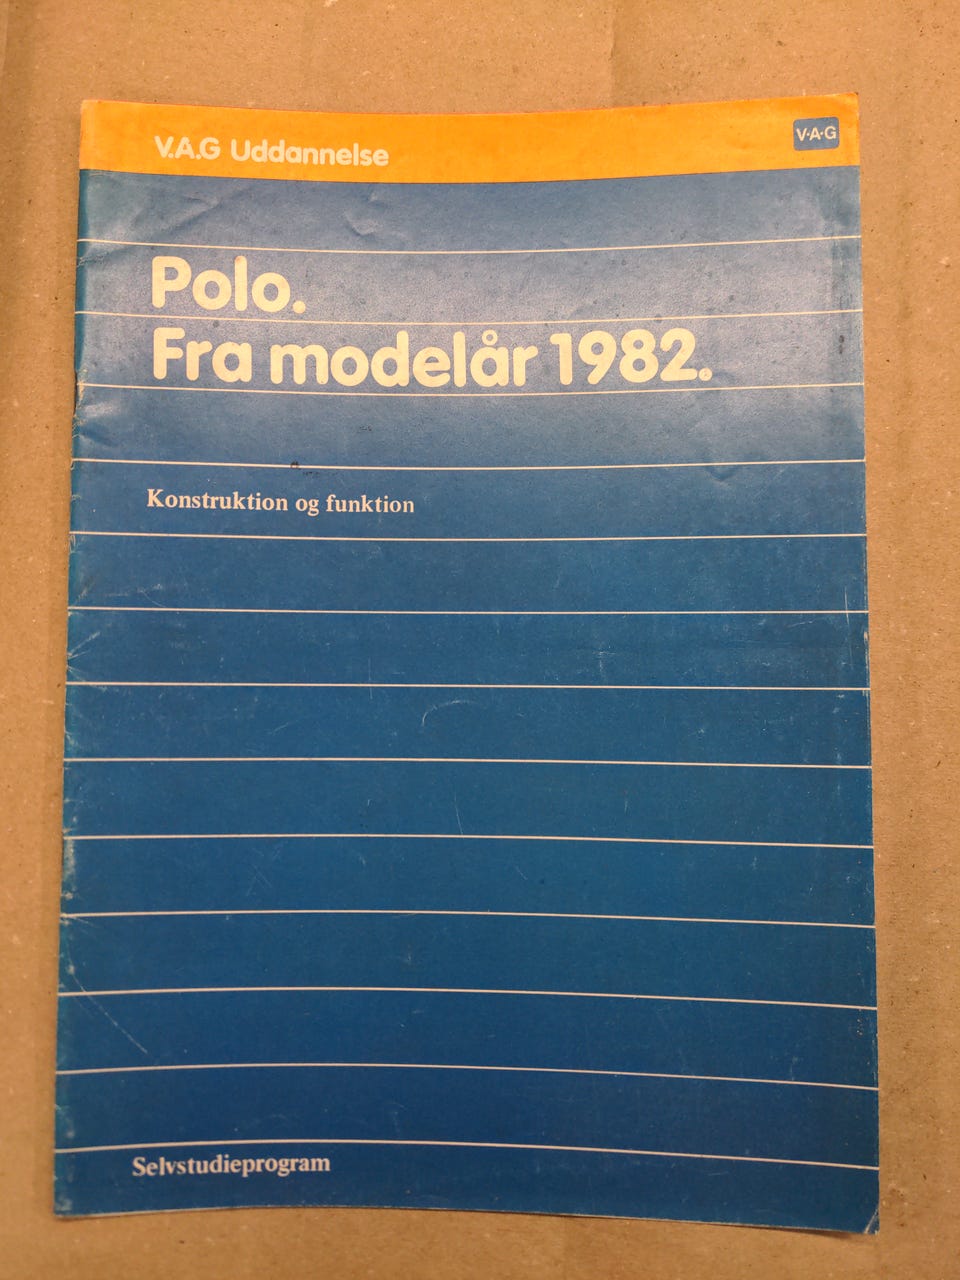 V.A.G Uddannelse
V·A·G
Polo.
Fra modelår 1982.
Konstruktion og funktion
Selvstudieprogram